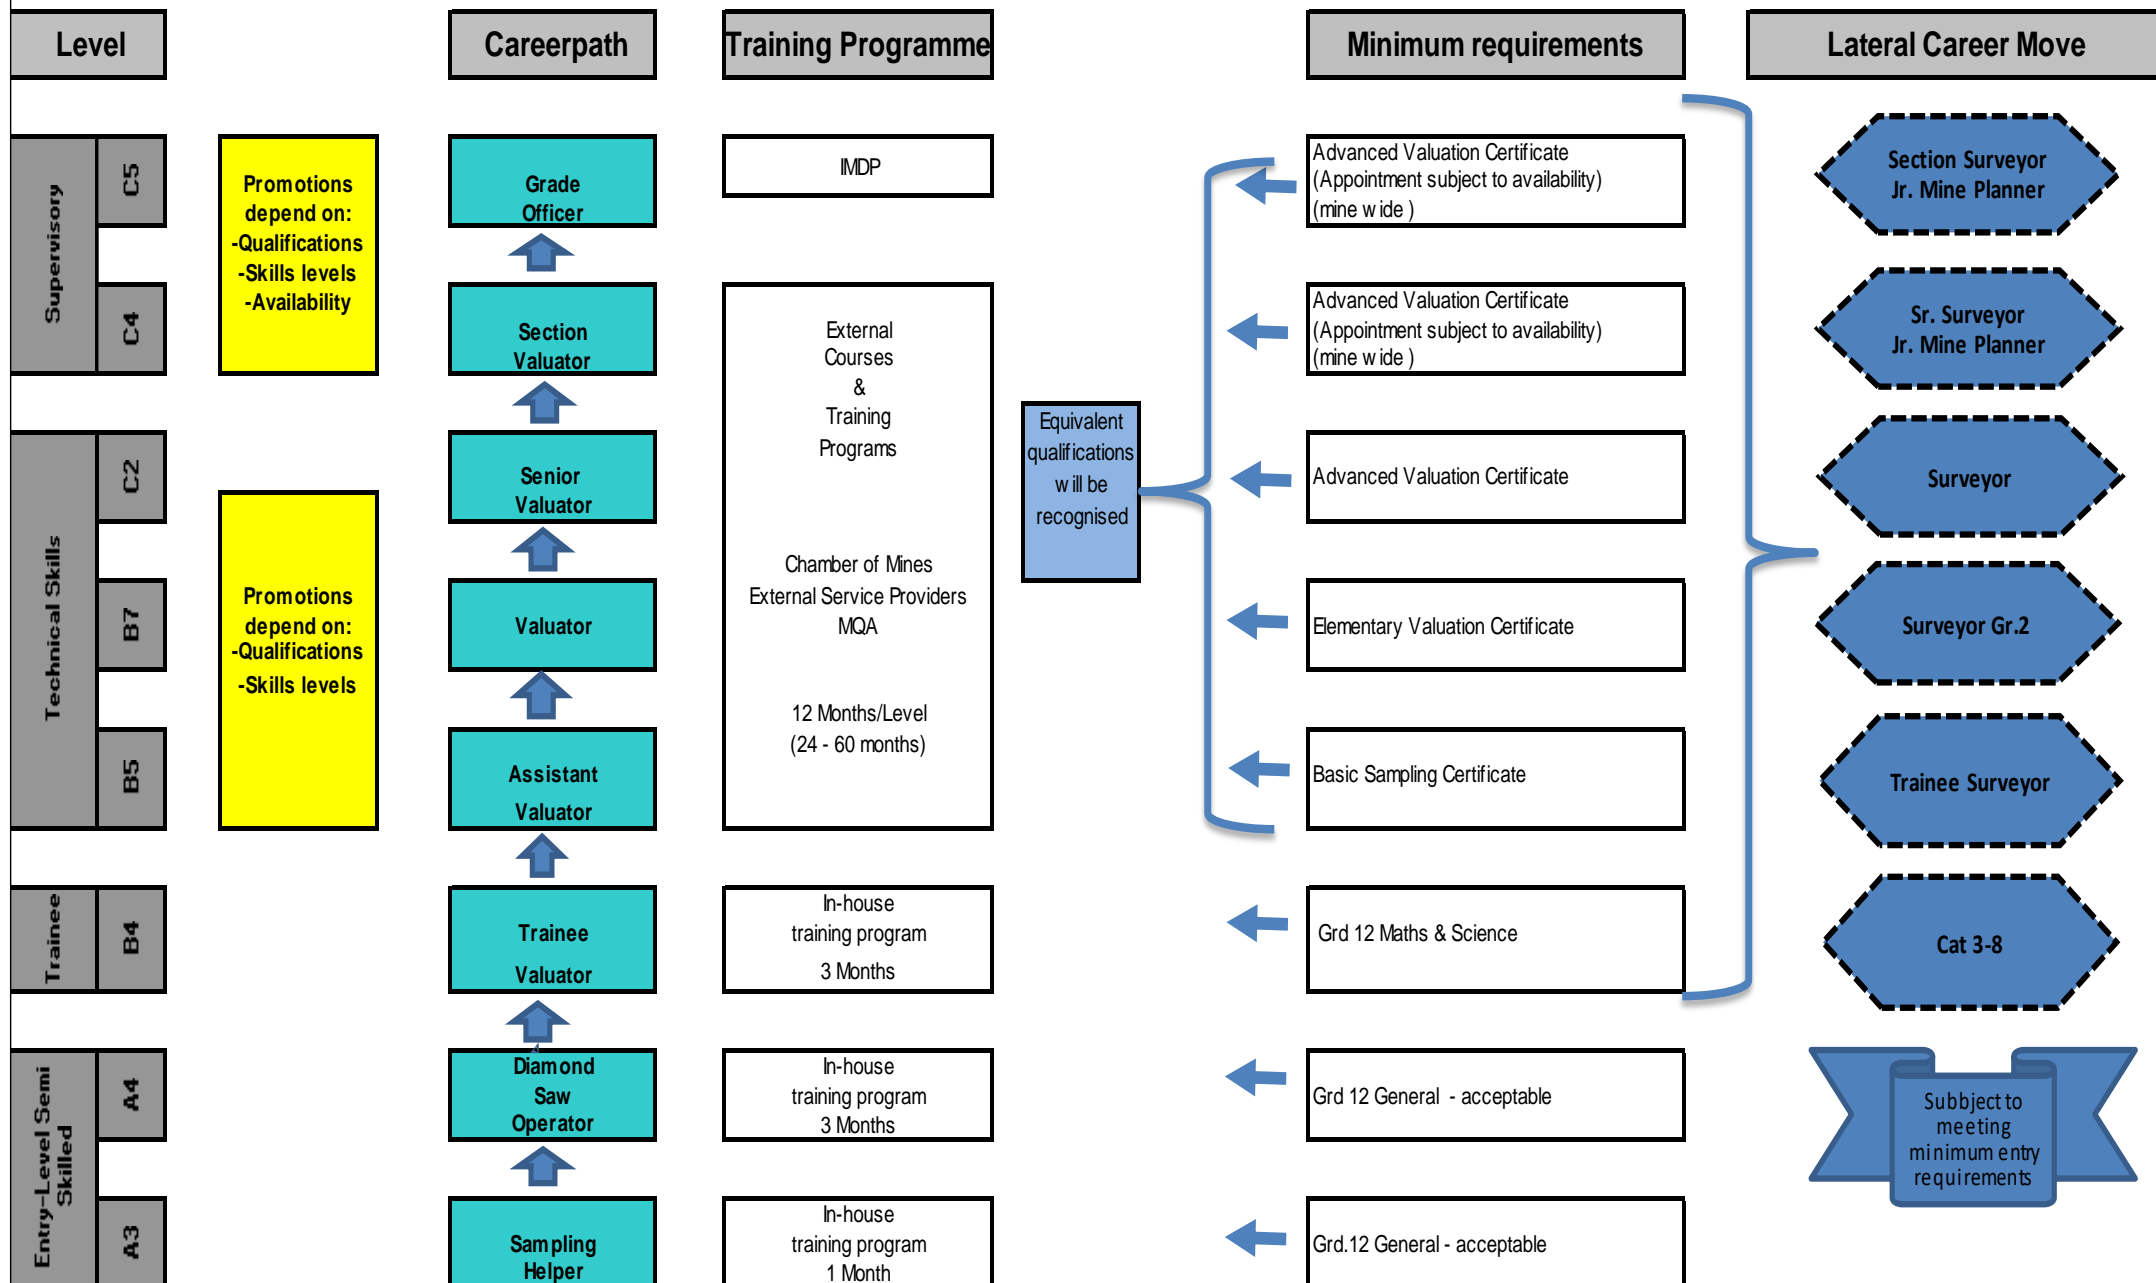 Level
Careerpath
Training Programme
Minimum requirements
Lateral Career Move
Supervisory
C5
Promotions
depend on:
-Qualifications
-Skills levels
-Availability
Grade
Officer
IMDP
Advanced Valuation Certificate
(Appointment subject to availability)
(mine wide )
Section Surveyor
Jr. Mine Planner
C4
Section
Valuator
External
Courses
&
Training
Programs
Chamber of Mines
External Service Providers
MQA
12 Months/Level
(24 - 60 months)
Advanced Valuation Certificate
(Appointment subject to availability)
(mine wide )
Sr. Surveyor
Jr. Mine Planner
Equivalent
qualifications
will be
recognised
Technical Skills
C2
Promotions
depend on:
-Qualifications
-Skills levels
Senior
Valuator
Advanced Valuation Certificate
Surveyor
B7
Valuator
Elementary Valuation Certificate
Surveyor Gr.2
B5
Assistant
Valuator
Basic Sampling Certificate
Trainee Surveyor
Trainee
B4
Trainee
Valuator
In-house
training program
3 Months
Grd 12 Maths & Science
Cat 3-8
Entry-Level Semi
Skilled
A4
Diamond
Saw
Operator
In-house
training program
3 Months
Grd 12 General - acceptable
Subbject to
meeting
minimum entry
requirements
A3
Sampling
Helper
In-house
training program
1 Month
Grd.12 General - acceptable